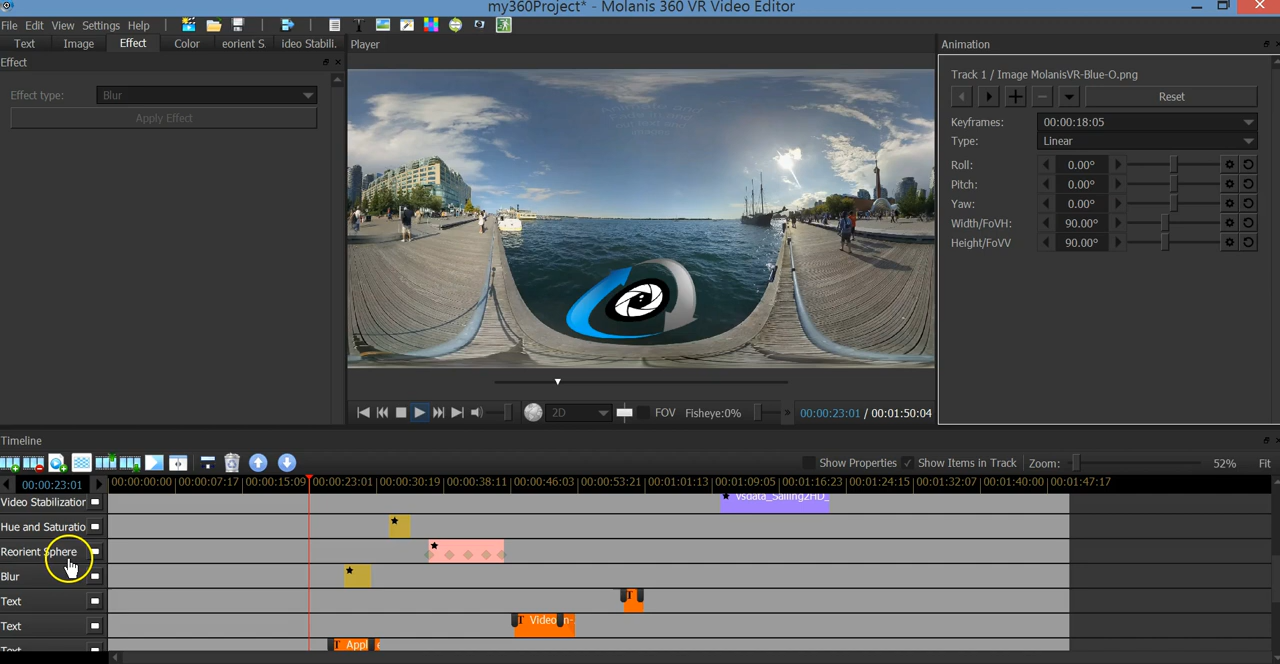 my360Project* - Molanis 360 VR Video Editor
File Edit View Settings Help
Text Image Effect Color eorient S ideo Stabili.
Player
Animation
Effect
Effect type: Blur
Apply Effect
Track 1 / Image MolanisVR-Blue-O.png
Reset
Keyframes: 00:00:18:05
Type: Linear
Roll: 0.00°
Pitch: 0.00°
Yaw: 0.00°
Width/FoVH: 90.00°
Height/FoVV 90.00°
2D FOV Fisheye:0% 00:00:23:01 / 00:01:50:04
Timeline
Show Properties Show Items in Track Zoom: 52% Fit
00:00:23:01 00:00:00:00 00:00:07:17 00:00:15:09 00:00:23:01 00:00:30:19 00:00:38:11 00:00:46:03 00:00:53:21 00:01:01:13 00:01:09:05 00:01:16:23 00:01:24:15 00:01:32:07 00:01:40:00 00:01:47:17
Video Stabilization vsdata_Sailing2HD_
Hue and Saturatio
Reorient Sphere
Blur
Text T
Text T Video in-
Text T Appl